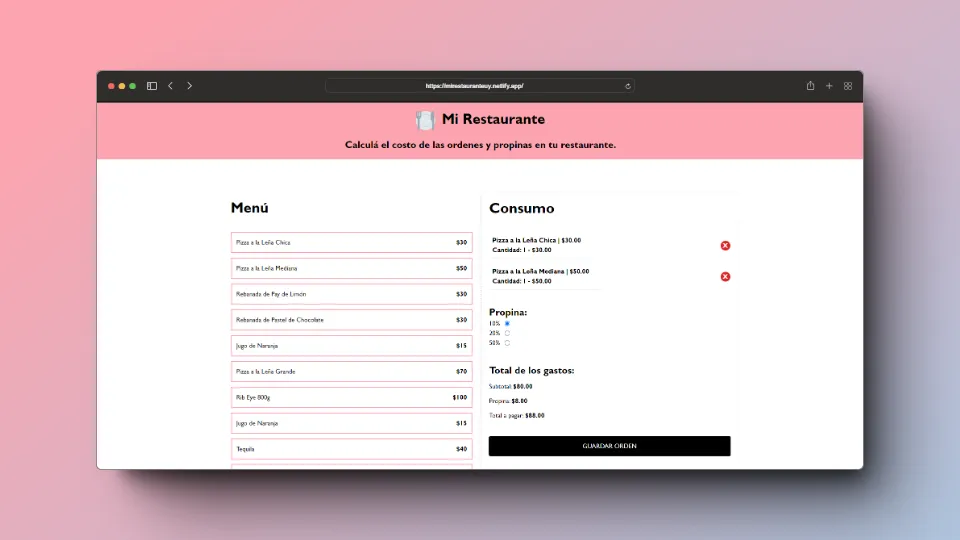 https://mirestauranteuy.netlify.app/
Mi Restaurante
Calculá el costo de las ordenes y propinas en tu restaurante.
Menú
Pizza a la Leña Chica $30
Pizza a la Leña Mediana $50
Rebanada de Pay de Limón $30
Rebanada de Pastel de Chocolate $30
Jugo de Naranja $15
Pizza a la Leña Grande $70
Rib Eye 800g $100
Jugo de Naranja $15
Tequila $40
Consumo
Pizza a la Leña Chica | $30.00
Cantidad: 1 - $30.00
Pizza a la Leña Mediana | $50.00
Cantidad: 1 - $50.00
Propina:
10%
20%
50%
Total de los gastos:
Subtotal: $80.00
Propina: $8.00
Total a pagar: $88.00
GUARDAR ORDEN